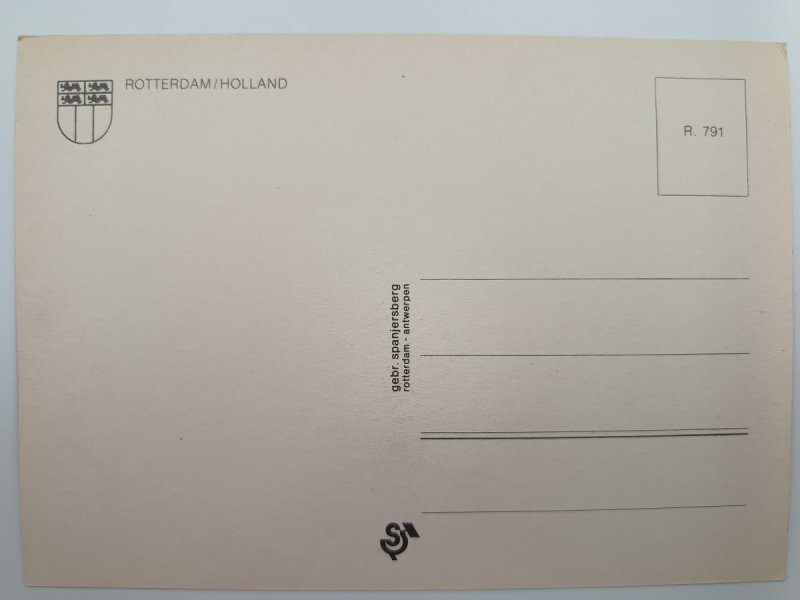 ROTTERDAM/HOLLAND
R. 791
gebr. spanjersberg
rotterdam - antwerpen
S